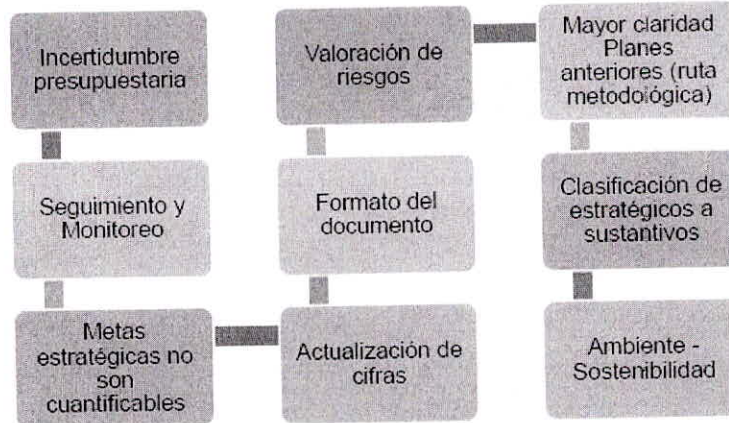 Incertidumbre
presupuestaria
Seguimiento y
Monitoreo
Metas
estratégicas no
son
cuantificables
Actualización de
cifras
Formato del
documento
Valoración de
riesgos
Mayor claridad
Planes
anteriores (ruta
metodológica)
Clasificación de
estratégicos a
sustantivos
Ambiente -
Sostenibilidad